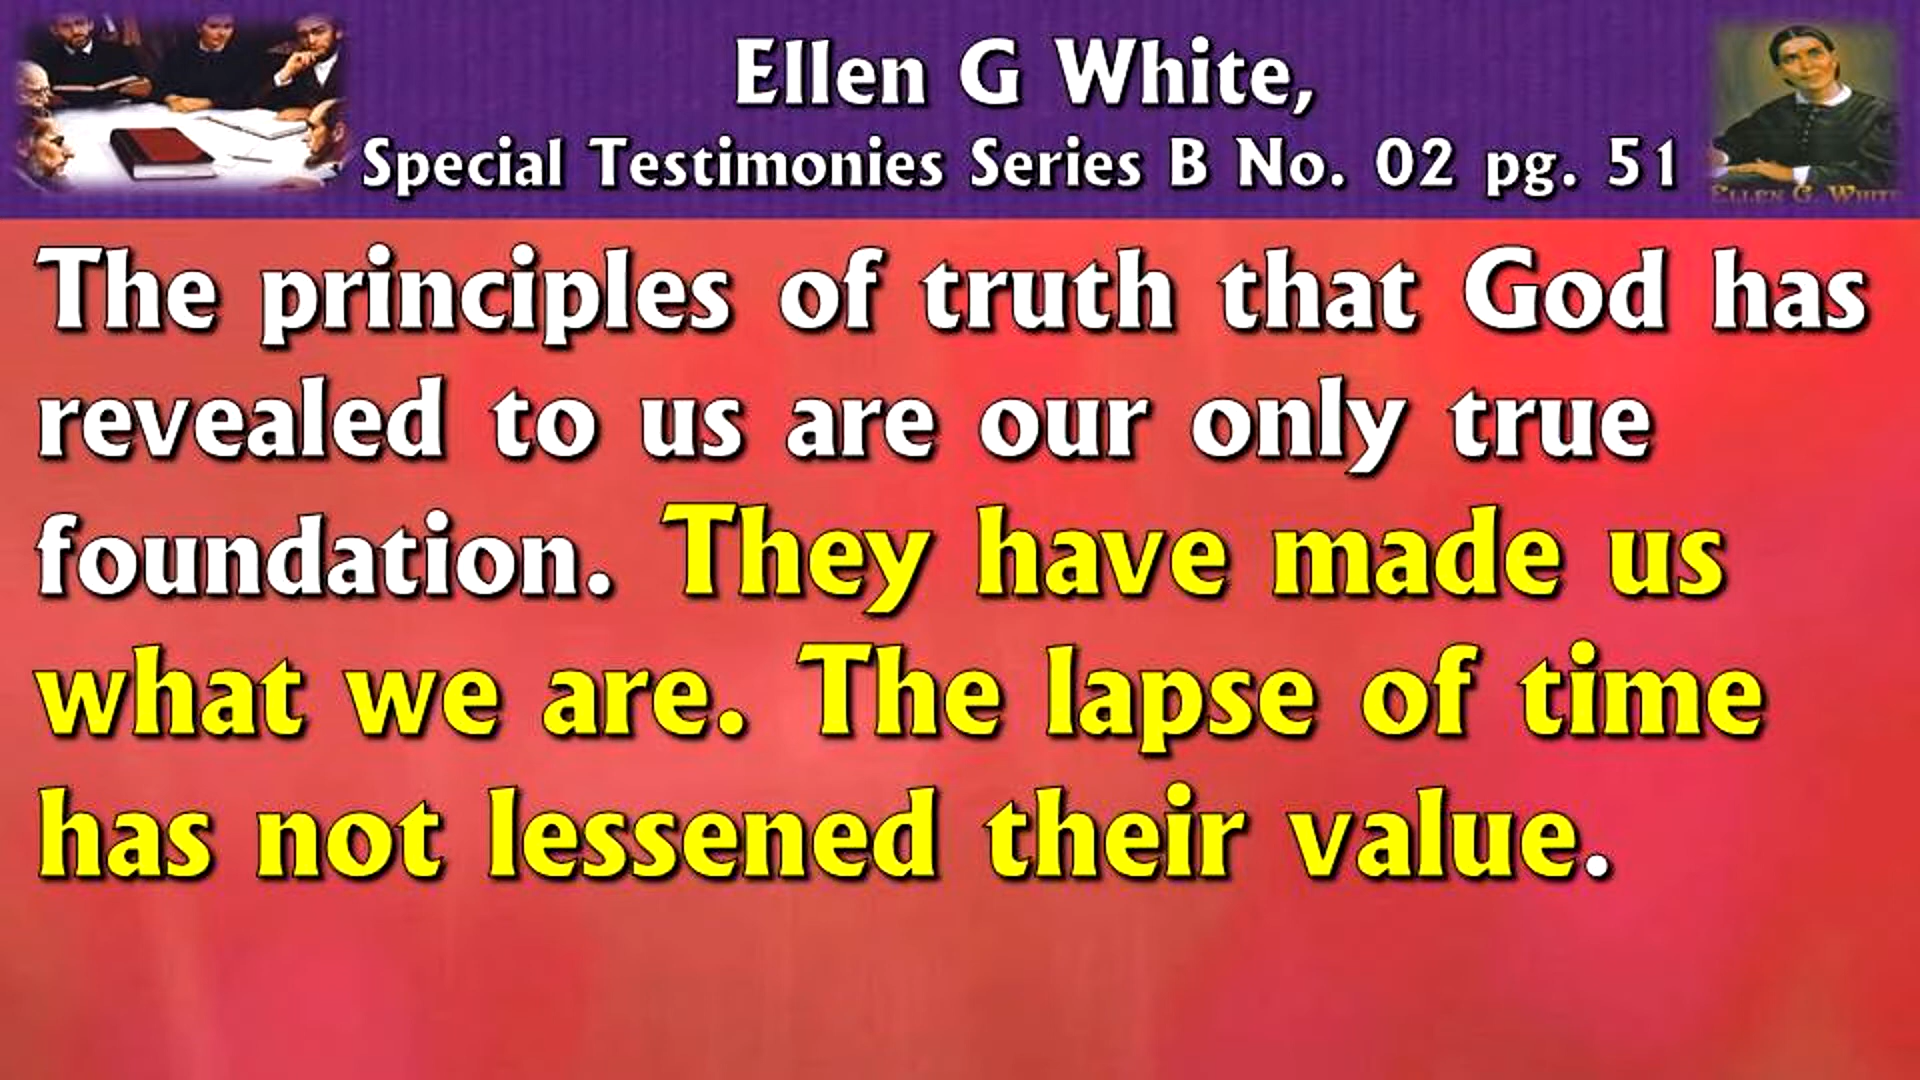 Ellen G White,
Special Testimonies Series B No. 02 pg. 51
ELLEN G. WHITE
The principles of truth that God has
revealed to us are our only true
foundation. They have made us
what we are. The lapse of time
has not lessened their value.